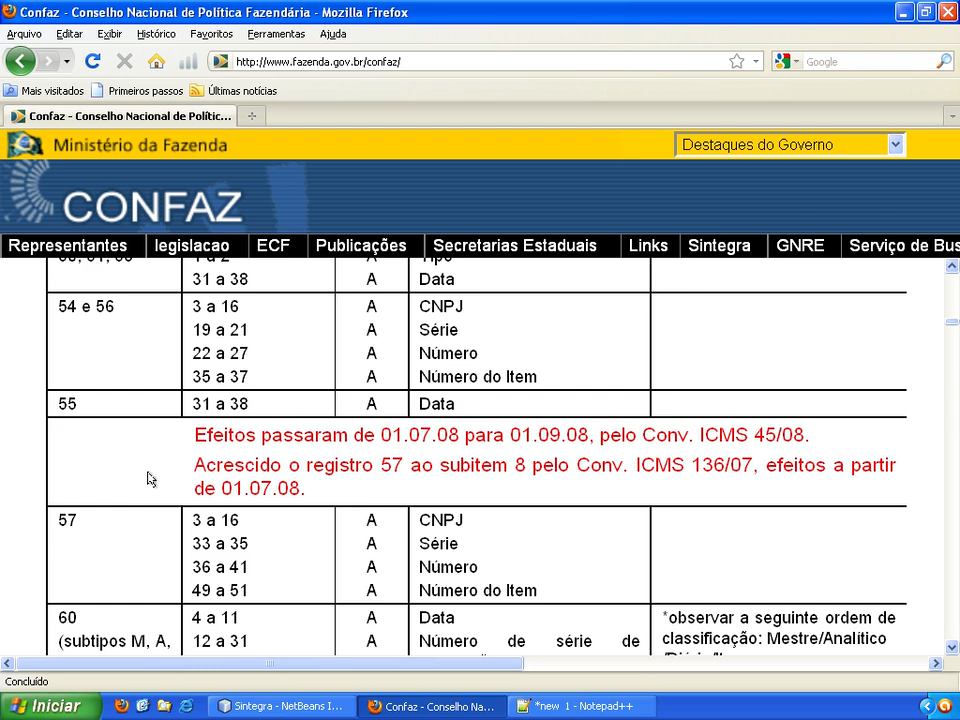 Confaz - Conselho Nacional de Política Fazendária - Mozilla Firefox
Arquivo Editar Exibir Histórico Favoritos Ferramentas Ajuda
http://www.fazenda.gov.br/confaz/ Google
Mais visitados Primeiros passos Últimas notícias
Confaz - Conselho Nacional de Polític...
Ministério da Fazenda Destaques do Governo
CONFAZ
Representantes legislacao ECF Publicações Secretarias Estaduais Links Sintegra GNRE Serviço de Bus
31 a 38 A Data
54 e 56 3 a 16 A CNPJ
19 a 21 A Série
22 a 27 A Número
35 a 37 A Número do Item
55 31 a 38 A Data
Efeitos passaram de 01.07.08 para 01.09.08, pelo Conv. ICMS 45/08.
Acrescido o registro 57 ao subitem 8 pelo Conv. ICMS 136/07, efeitos a partir
de 01.07.08.
57 3 a 16 A CNPJ
33 a 35 A Série
36 a 41 A Número
49 a 51 A Número do Item
60 4 a 11 A Data *observar a seguinte ordem de
(subtipos M, A, 12 a 31 A Número de série de classificação: Mestre/Analítico
Concluído
Iniciar Sintegra - NetBeans I... Confaz - Conselho Na... *new 1 - Notepad++